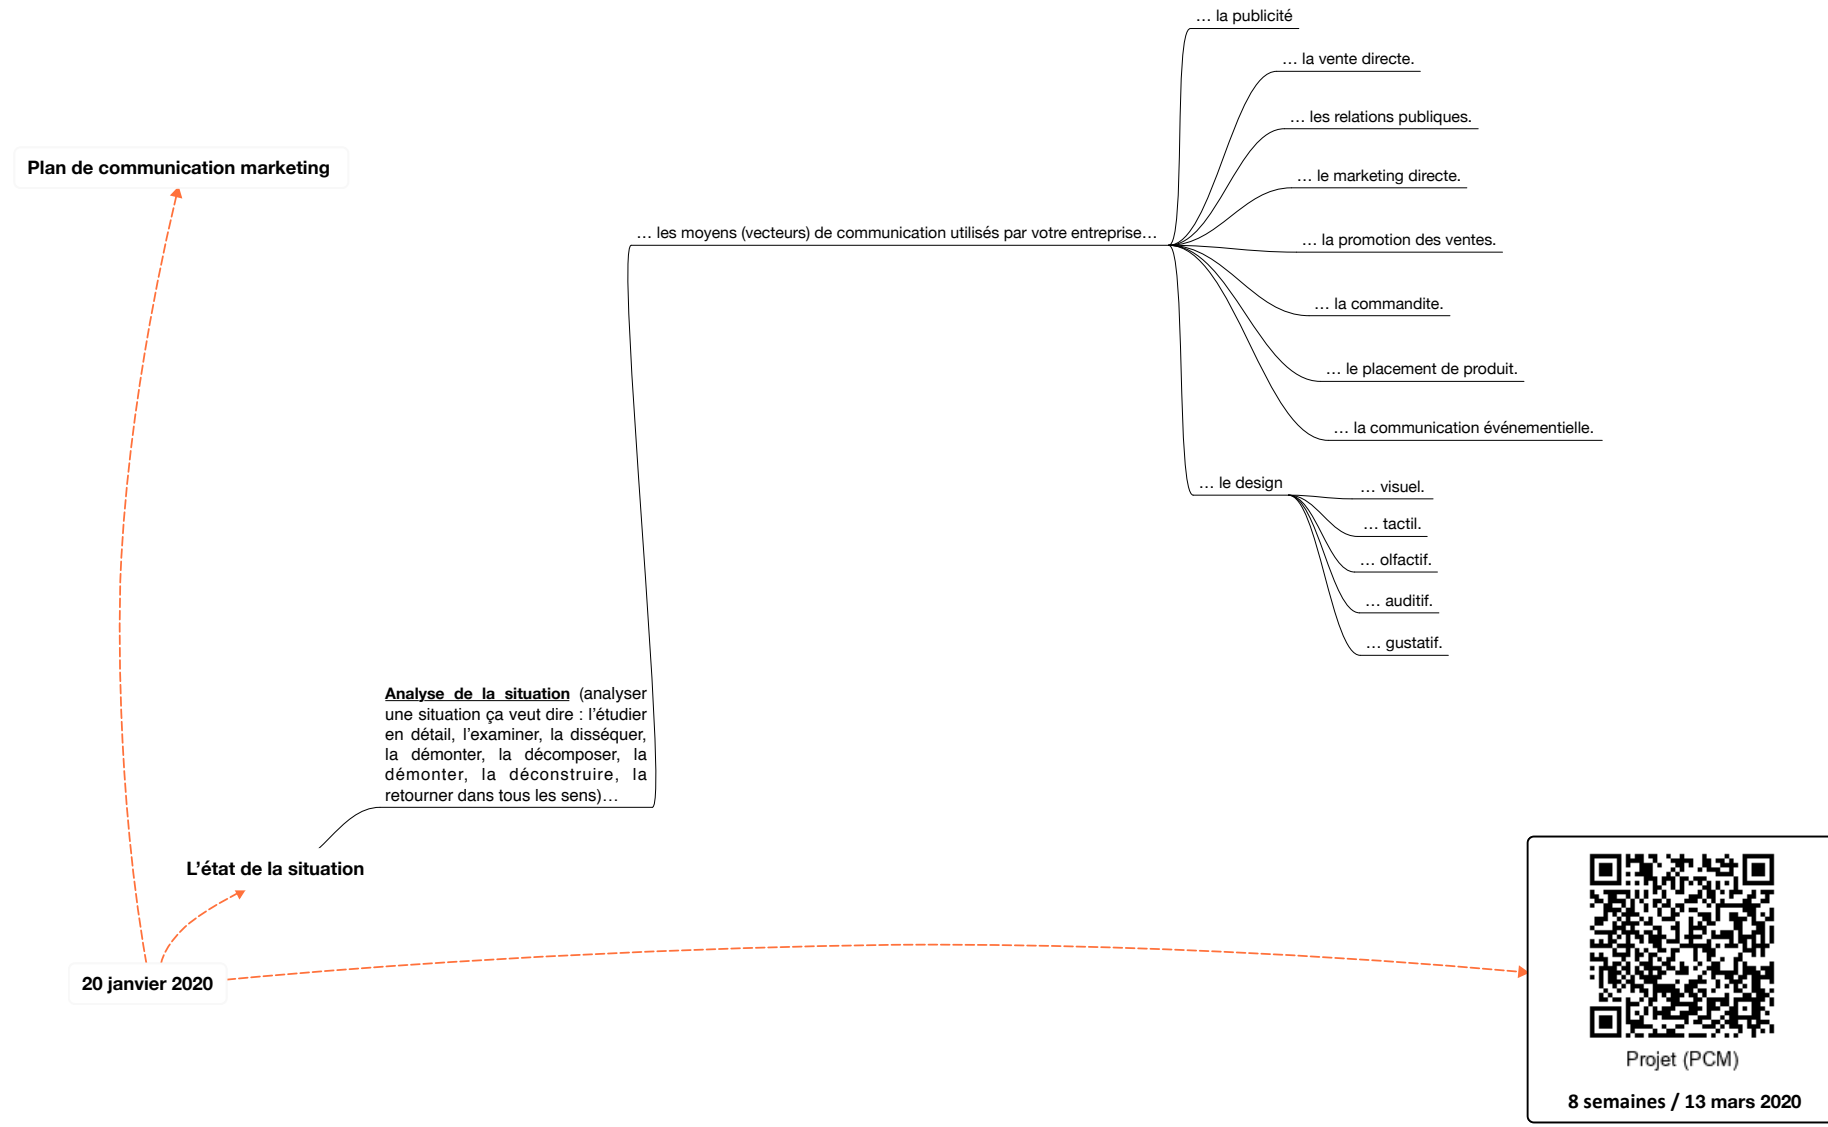 … la publicité
… la vente directe.
… les relations publiques.
Plan de communication marketing
… le marketing directe.
… les moyens (vecteurs) de communication utilisés par votre entreprise…
… la promotion des ventes.
… la commandite.
… le placement de produit.
… la communication événementielle.
… le design
… visuel.
… tactil.
… olfactif.
… auditif.
… gustatif.
Analyse de la situation (analyser
une situation ça veut dire : l’étudier
en détail, l’examiner, la disséquer,
la démonter, la décomposer, la
démonter, la déconstruire, la
retourner dans tous les sens)…
L’état de la situation
20 janvier 2020
Projet (PCM)
8 semaines / 13 mars 2020